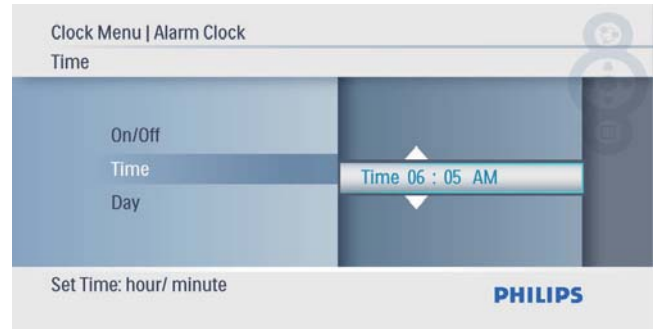 Clock Menu | Alarm Clock
Time
On/Off
Time
Day
Time 06 : 05 AM
Set Time: hour/ minute
PHILIPS